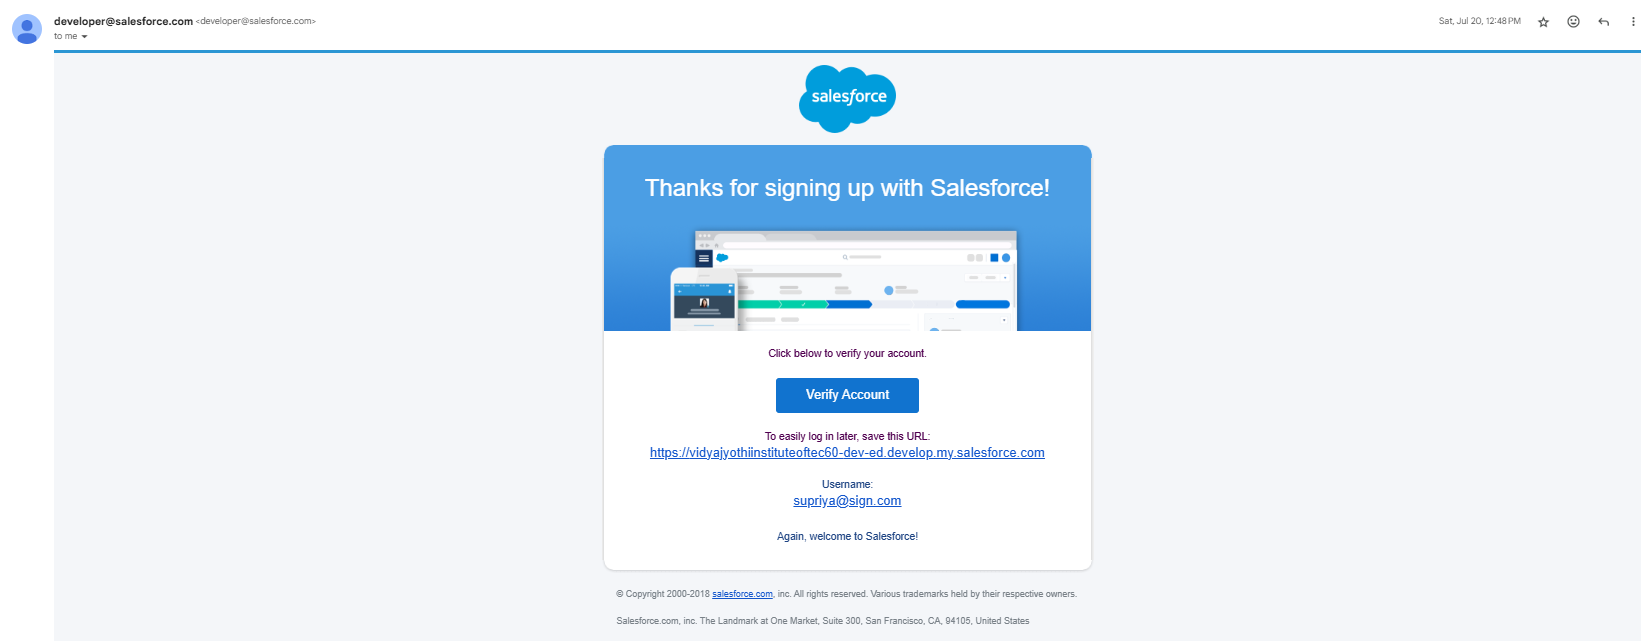 developer@salesforce.com <developer@salesforce.com>
Sat, Jul 20, 12:48 PM
to me
salesforce
Thanks for signing up with Salesforce!
Click below to verify your account.
Verify Account
To easily log in later, save this URL:
https://vidyajyothiinstituteoftec60-dev-ed.develop.my.salesforce.com
Username:
supriya@sign.com
Again, welcome to Salesforce!
© Copyright 2000-2018 salesforce.com, inc. All rights reserved. Various trademarks held by their respective owners.
Salesforce.com, inc. The Landmark at One Market, Suite 300, San Francisco, CA, 94105, United States